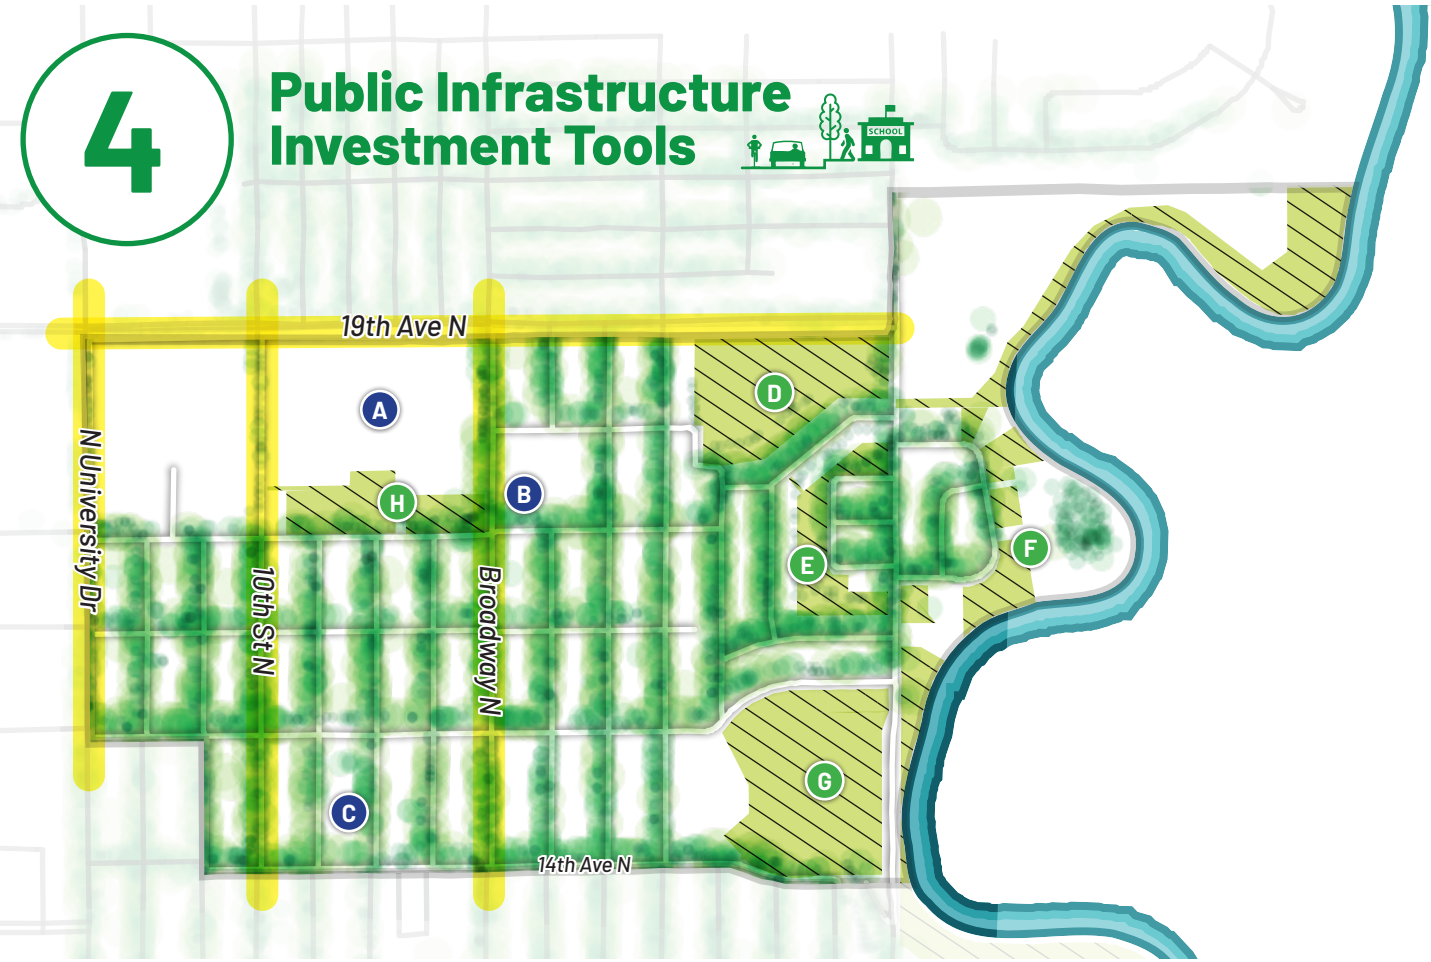 4
Public Infrastructure
Investment Tools
SCHOOL
19th Ave N
A
D
N University Dr
H
B
10th St N
Broadway N
E
F
G
C
14th Ave N